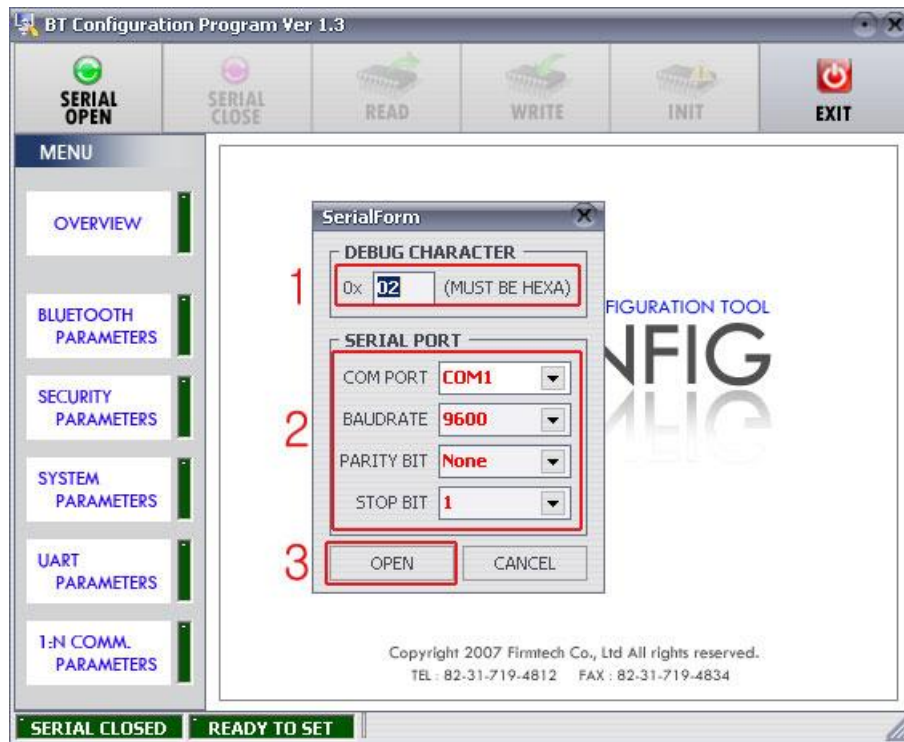 BT Configuration Program Ver 1.3
SERIAL OPEN
SERIAL CLOSE
READ
WRITE
INIT
EXIT
MENU
OVERVIEW
BLUETOOTH
PARAMETERS
SECURITY
PARAMETERS
SYSTEM
PARAMETERS
UART
PARAMETERS
1:N COMM.
PARAMETERS
SerialForm
DEBUG CHARACTER
1
0x 02 (MUST BE HEXA)
SERIAL PORT
2
COM PORT COM1
BAUDRATE 9600
PARITY BIT None
STOP BIT 1
3
OPEN CANCEL
FIGURATION TOOL
NFIG
Copyright 2007 Firmtech Co., Ltd All rights reserved.
TEL : 82-31-719-4812 FAX : 82-31-719-4834
SERIAL CLOSED
READY TO SET